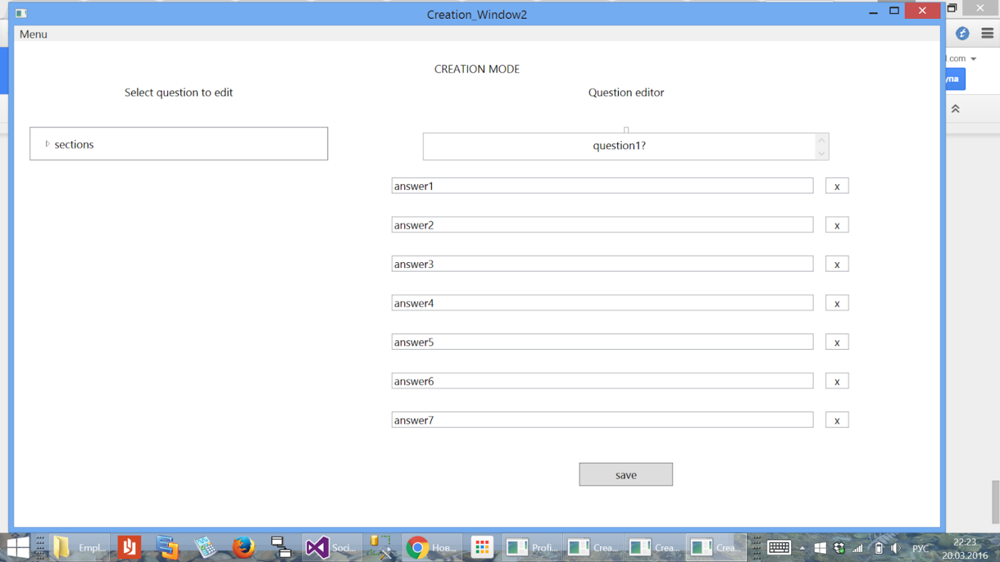 Creation_Window2
Menu
.com
упа
CREATION MODE
Select question to edit
Question editor
sections
question1?
answer1 x
answer2 x
answer3 x
answer4 x
answer5 x
answer6 x
answer7 x
save
Empl...
Soci...
Нов...
Profi...
Crea...
Crea...
Crea...
РУС
22:23
20.03.2016